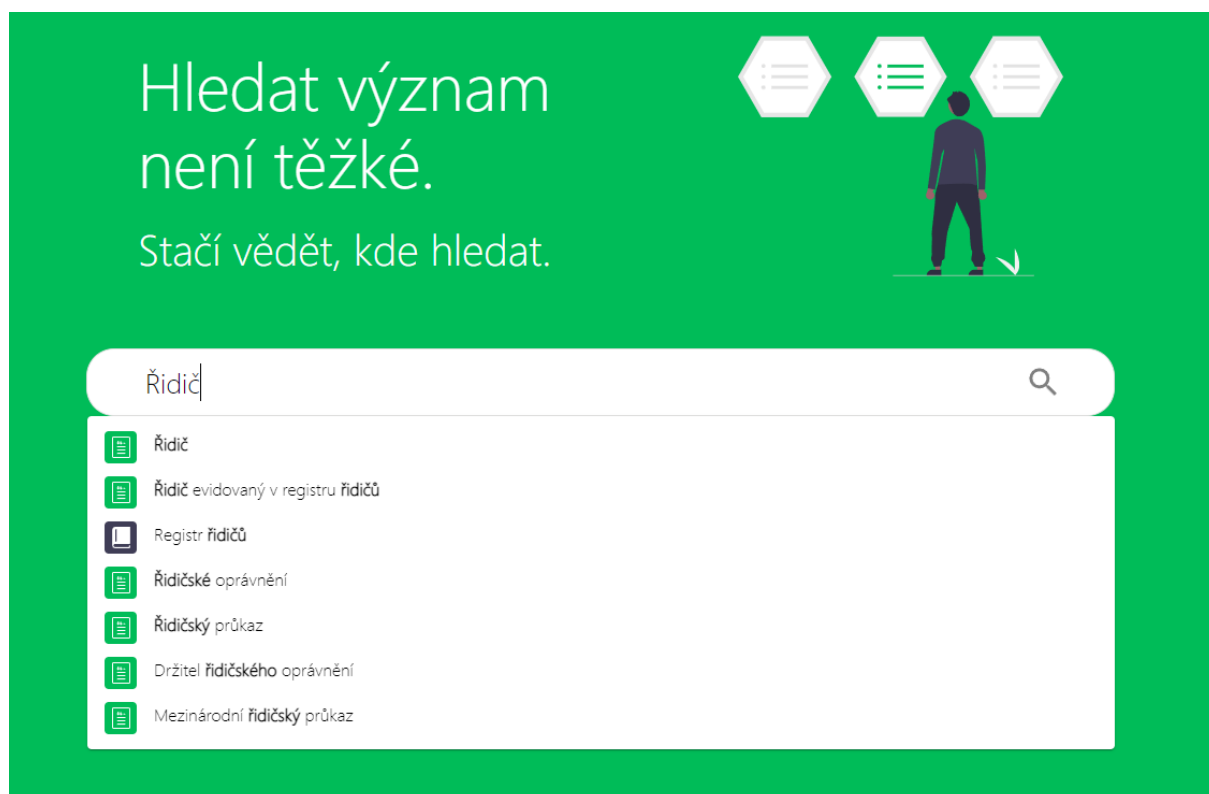 Hledat význam
není těžké.
Stačí vědět, kde hledat.
Řidič
Řidič
Řidič evidovaný v registru řidičů
Registr řidičů
Řidičské oprávnění
Řidičský průkaz
Držitel řidičského oprávnění
Mezinárodní řidičský průkaz